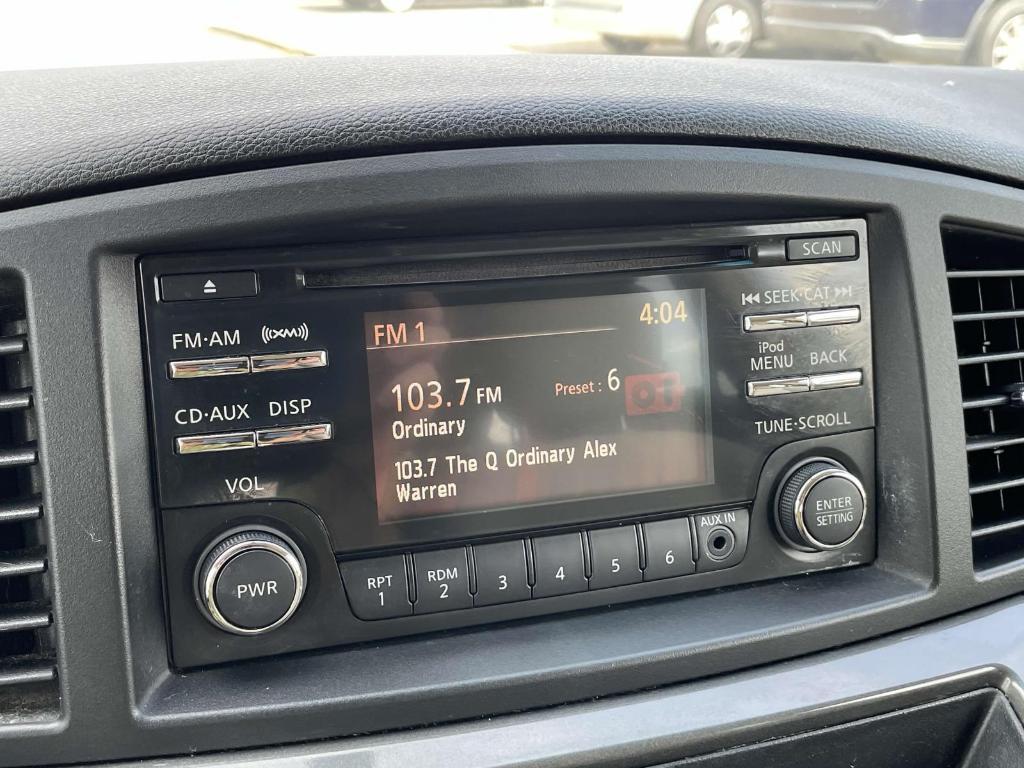 SCAN
FM·AM ((XM))
SEEK·CAT
iPod
MENU BACK
CD·AUX DISP
TUNE·SCROLL
VOL
FM 1 4:04
103.7 FM Preset : 6
Ordinary
103.7 The Q Ordinary Alex
Warren
PWR
RPT
1
RDM
2
3
4
5
6
AUX IN
ENTER
SETTING